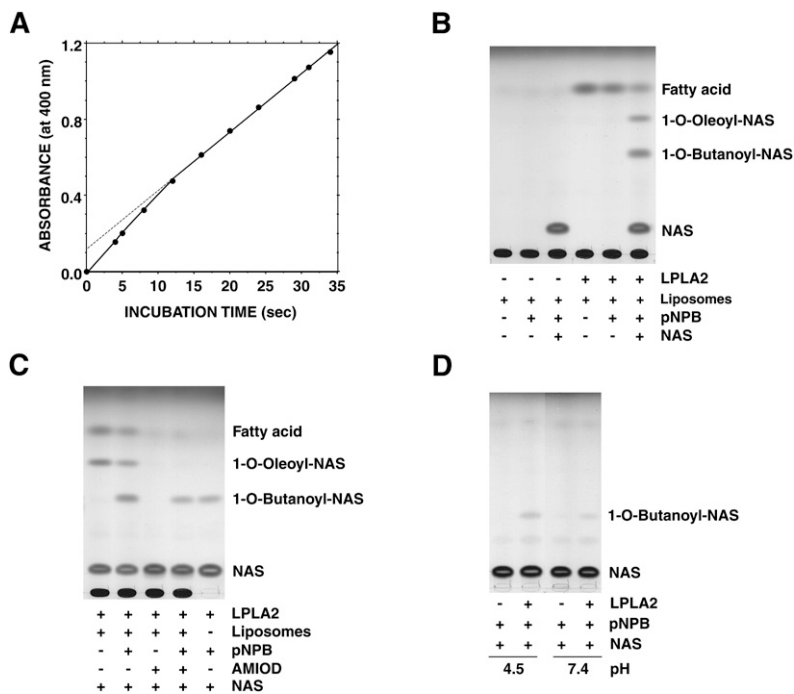 A
ABSORBANCE (at 400 nm)
1.2
0.8
0.4
0.0
0 5 10 15 20 25 30 35
INCUBATION TIME (sec)
B
Fatty acid
1-O-Oleoyl-NAS
1-O-Butanoyl-NAS
NAS
- - - + + + LPLA2
+ + + + + + Liposomes
- + + - + + pNPB
- - + - - + NAS
C
Fatty acid
1-O-Oleoyl-NAS
1-O-Butanoyl-NAS
NAS
+ + + + + LPLA2
+ + + + - Liposomes
- + - + + pNPB
- - + + - AMIOD
+ + + + + NAS
D
1-O-Butanoyl-NAS
NAS
- + - + LPLA2
+ + + + pNPB
+ + + + NAS
4.5 7.4 pH